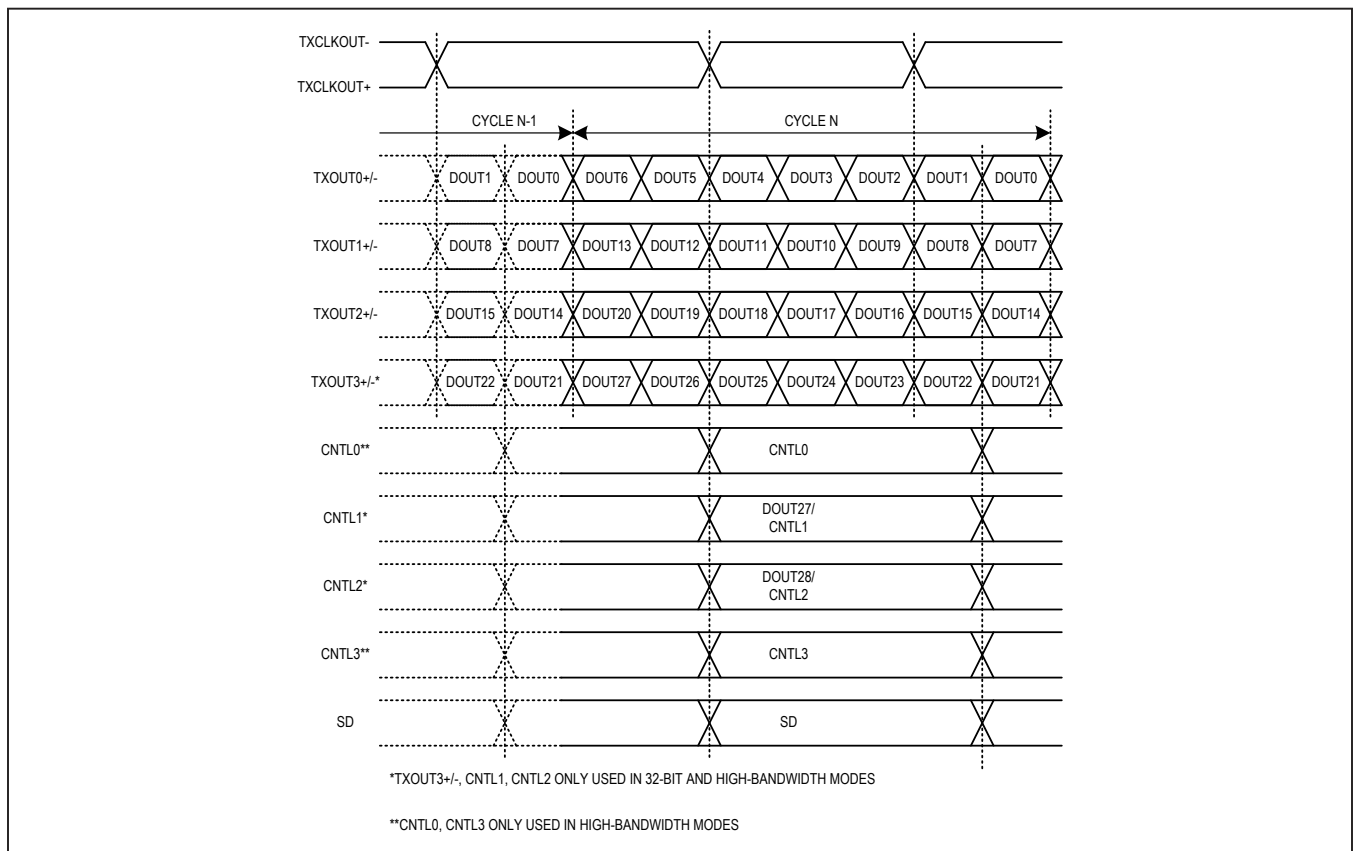 TXCLKOUT-
TXCLKOUT+
CYCLE N-1 CYCLE N
TXOUT0+/- DOUT1 DOUT0 DOUT6 DOUT5 DOUT4 DOUT3 DOUT2 DOUT1 DOUT0
TXOUT1+/- DOUT8 DOUT7 DOUT13 DOUT12 DOUT11 DOUT10 DOUT9 DOUT8 DOUT7
TXOUT2+/- DOUT15 DOUT14 DOUT20 DOUT19 DOUT18 DOUT17 DOUT16 DOUT15 DOUT14
TXOUT3+/-* DOUT22 DOUT21 DOUT27 DOUT26 DOUT25 DOUT24 DOUT23 DOUT22 DOUT21
CNTL0** CNTL0
CNTL1* DOUT27/
CNTL1
CNTL2* DOUT28/
CNTL2
CNTL3** CNTL3
SD SD
*TXOUT3+/-, CNTL1, CNTL2 ONLY USED IN 32-BIT AND HIGH-BANDWIDTH MODES
**CNTL0, CNTL3 ONLY USED IN HIGH-BANDWIDTH MODES